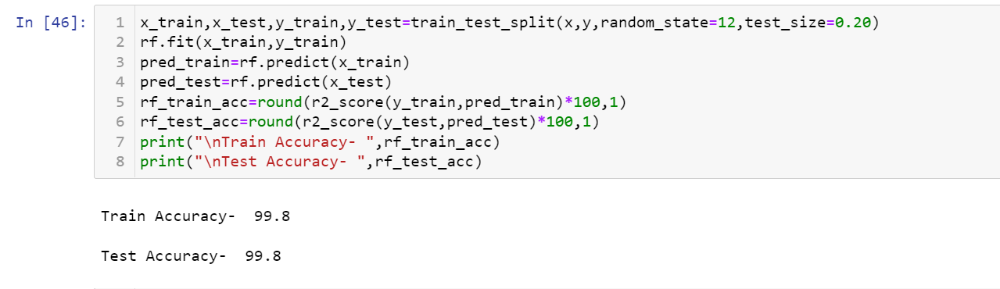 In [46]:
1 x_train,x_test,y_train,y_test=train_test_split(x,y,random_state=12,test_size=0.20)
2 rf.fit(x_train,y_train)
3 pred_train=rf.predict(x_train)
4 pred_test=rf.predict(x_test)
5 rf_train_acc=round(r2_score(y_train,pred_train)*100,1)
6 rf_test_acc=round(r2_score(y_test,pred_test)*100,1)
7 print("\nTrain Accuracy- ",rf_train_acc)
8 print("\nTest Accuracy- ",rf_test_acc)
Train Accuracy-  99.8
Test Accuracy-  99.8